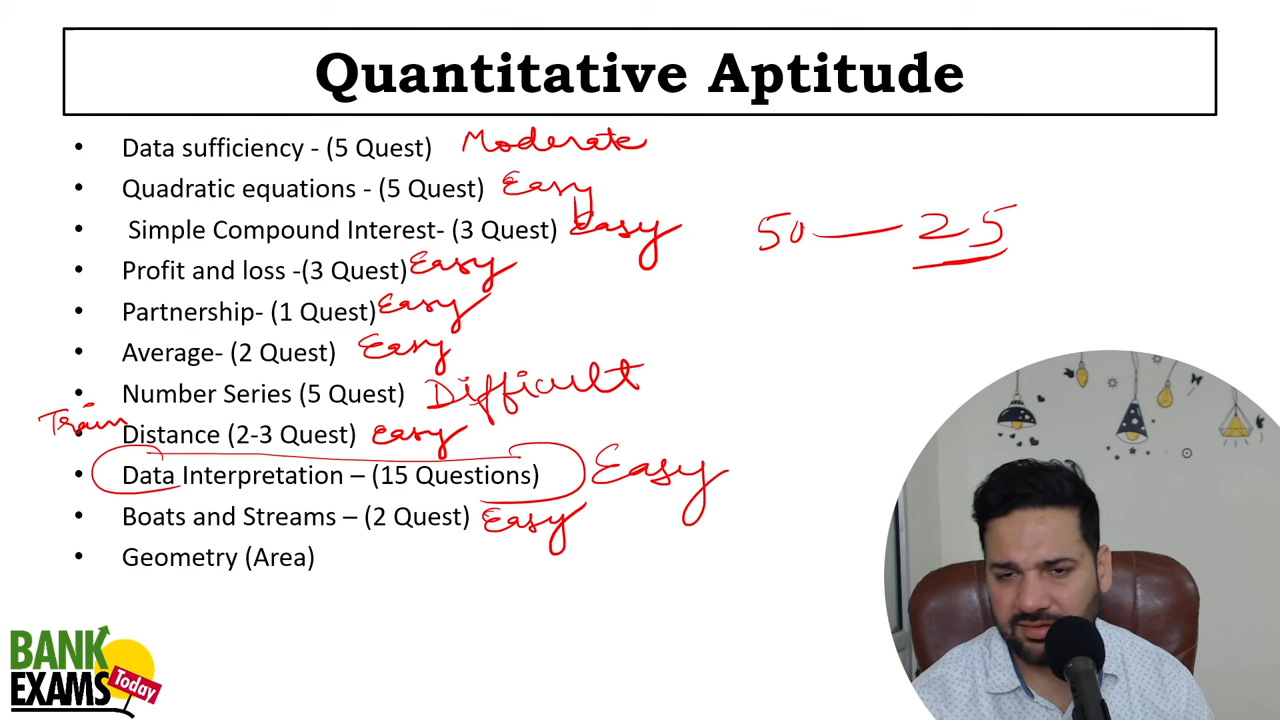 Quantitative Aptitude
• Data sufficiency - (5 Quest) Moderate
• Quadratic equations - (5 Quest) Easy
• Simple Compound Interest- (3 Quest) Easy
50 — 25
• Profit and loss -(3 Quest) Easy
• Partnership- (1 Quest) Easy
• Average- (2 Quest) Easy
• Number Series (5 Quest) Difficult
Train
• Distance (2-3 Quest) Easy
• Data Interpretation – (15 Questions) Easy
• Boats and Streams – (2 Quest) Easy
• Geometry (Area)
BANK
EXAMS Today